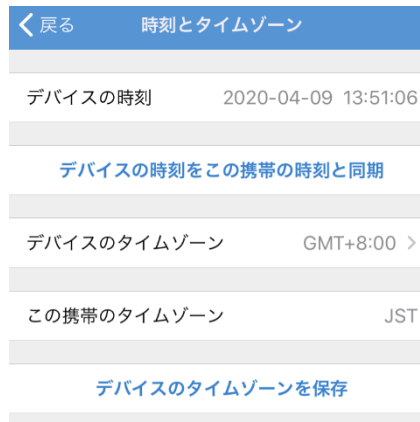 戻る 時刻とタイムゾーン
デバイスの時刻 2020-04-09 13:51:06
デバイスの時刻をこの携帯の時刻と同期
デバイスのタイムゾーン GMT+8:00
この携帯のタイムゾーン JST
デバイスのタイムゾーンを保存